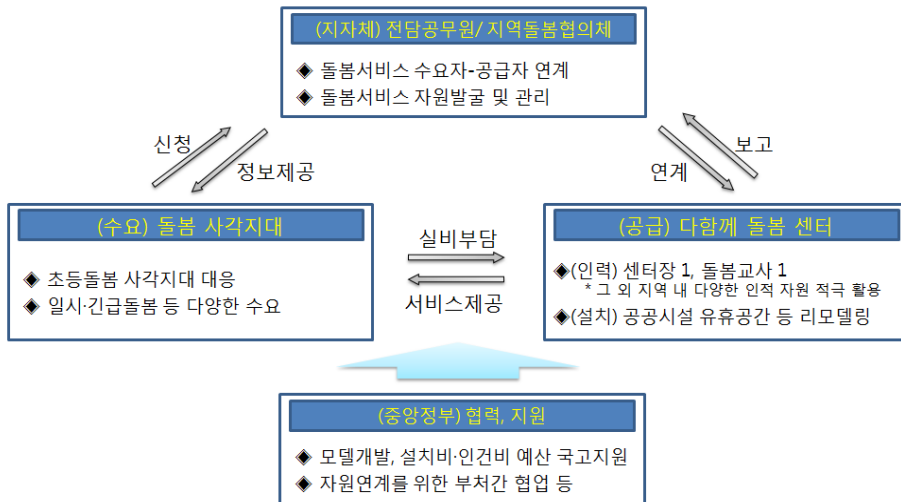 (지자체) 전담공무원/ 지역돌봄협의체
◈ 돌봄서비스 수요자-공급자 연계
◈ 돌봄서비스 자원발굴 및 관리
신청
정보제공
보고
연계
(수요) 돌봄 사각지대
◈ 초등돌봄 사각지대 대응
◈ 일시·긴급돌봄 등 다양한 수요
실비부담
서비스제공
(공급) 다함께 돌봄 센터
◈(인력) 센터장 1, 돌봄교사 1
* 그 외 지역 내 다양한 인적 자원 적극 활용
◈(설치) 공공시설 유휴공간 등 리모델링
(중앙정부) 협력, 지원
◈ 모델개발, 설치비·인건비 예산 국고지원
◈ 자원연계를 위한 부처간 협업 등